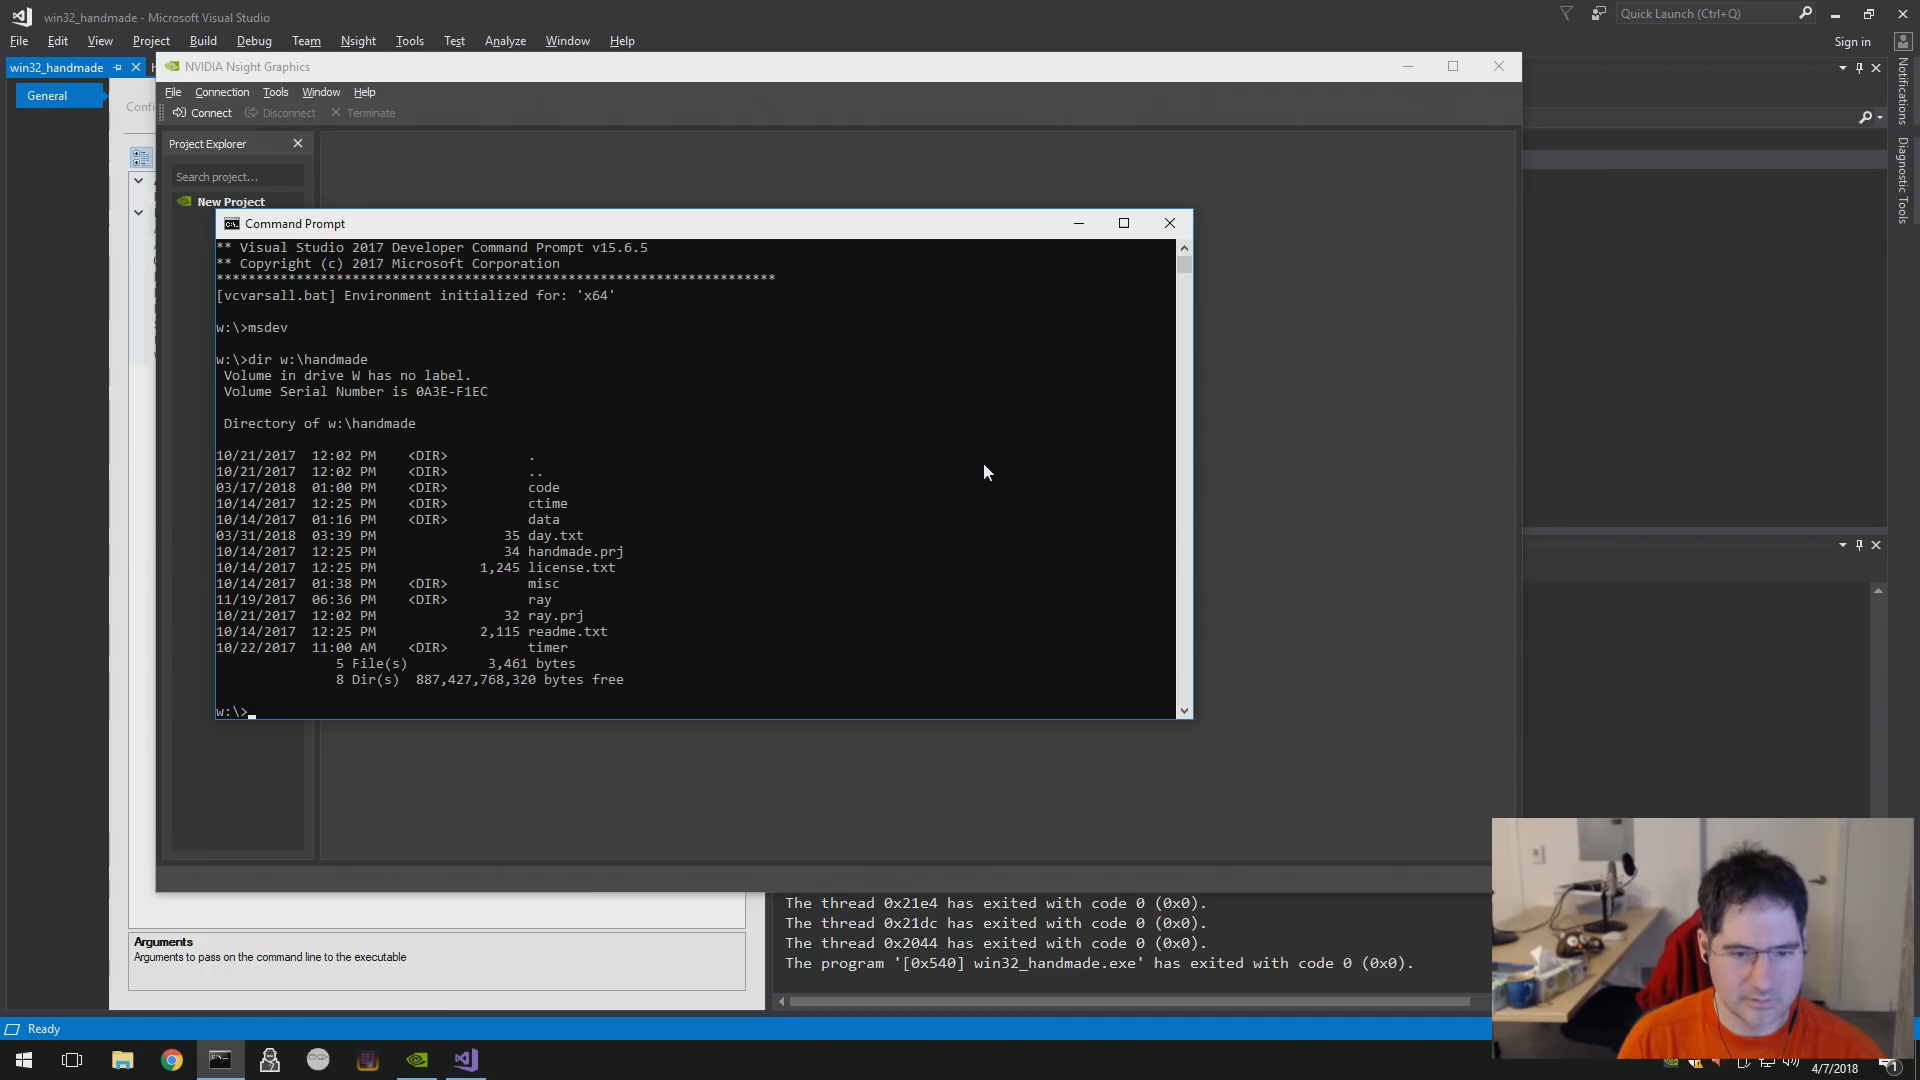 win32_handmade - Microsoft Visual Studio
Quick Launch (Ctrl+Q)
File Edit View Project Build Debug Team Nsight Tools Test Analyze Window Help
Sign in
win32_handmade
General
NVIDIA Nsight Graphics
File Connection Tools Window Help
Connect Disconnect Terminate
Project Explorer
Search project...
New Project
Notifications
Diagnostic Tools
Command Prompt
** Visual Studio 2017 Developer Command Prompt v15.6.5
** Copyright (c) 2017 Microsoft Corporation
**********************************************************************
[vcvarsall.bat] Environment initialized for: 'x64'
w:\>msdev
w:\>dir w:\handmade
Volume in drive W has no label.
Volume Serial Number is 0A3E-F1EC
Directory of w:\handmade
10/21/2017 12:02 PM <DIR> .
10/21/2017 12:02 PM <DIR> ..
03/17/2018 01:00 PM <DIR> code
10/14/2017 12:25 PM <DIR> ctime
10/14/2017 01:16 PM <DIR> data
03/31/2018 03:39 PM 35 day.txt
10/14/2017 12:25 PM 34 handmade.prj
10/14/2017 12:25 PM 1,245 license.txt
10/14/2017 01:38 PM <DIR> misc
11/19/2017 06:36 PM <DIR> ray
10/21/2017 12:02 PM 32 ray.prj
10/14/2017 12:25 PM 2,115 readme.txt
10/22/2017 11:00 AM <DIR> timer
5 File(s) 3,461 bytes
8 Dir(s) 887,427,768,320 bytes free
w:\>
Arguments
Arguments to pass on the command line to the executable
The thread 0x21e4 has exited with code 0 (0x0).
The thread 0x21dc has exited with code 0 (0x0).
The thread 0x2044 has exited with code 0 (0x0).
The program '[0x540] win32_handmade.exe' has exited with code 0 (0x0).
Ready
4/7/2018
1